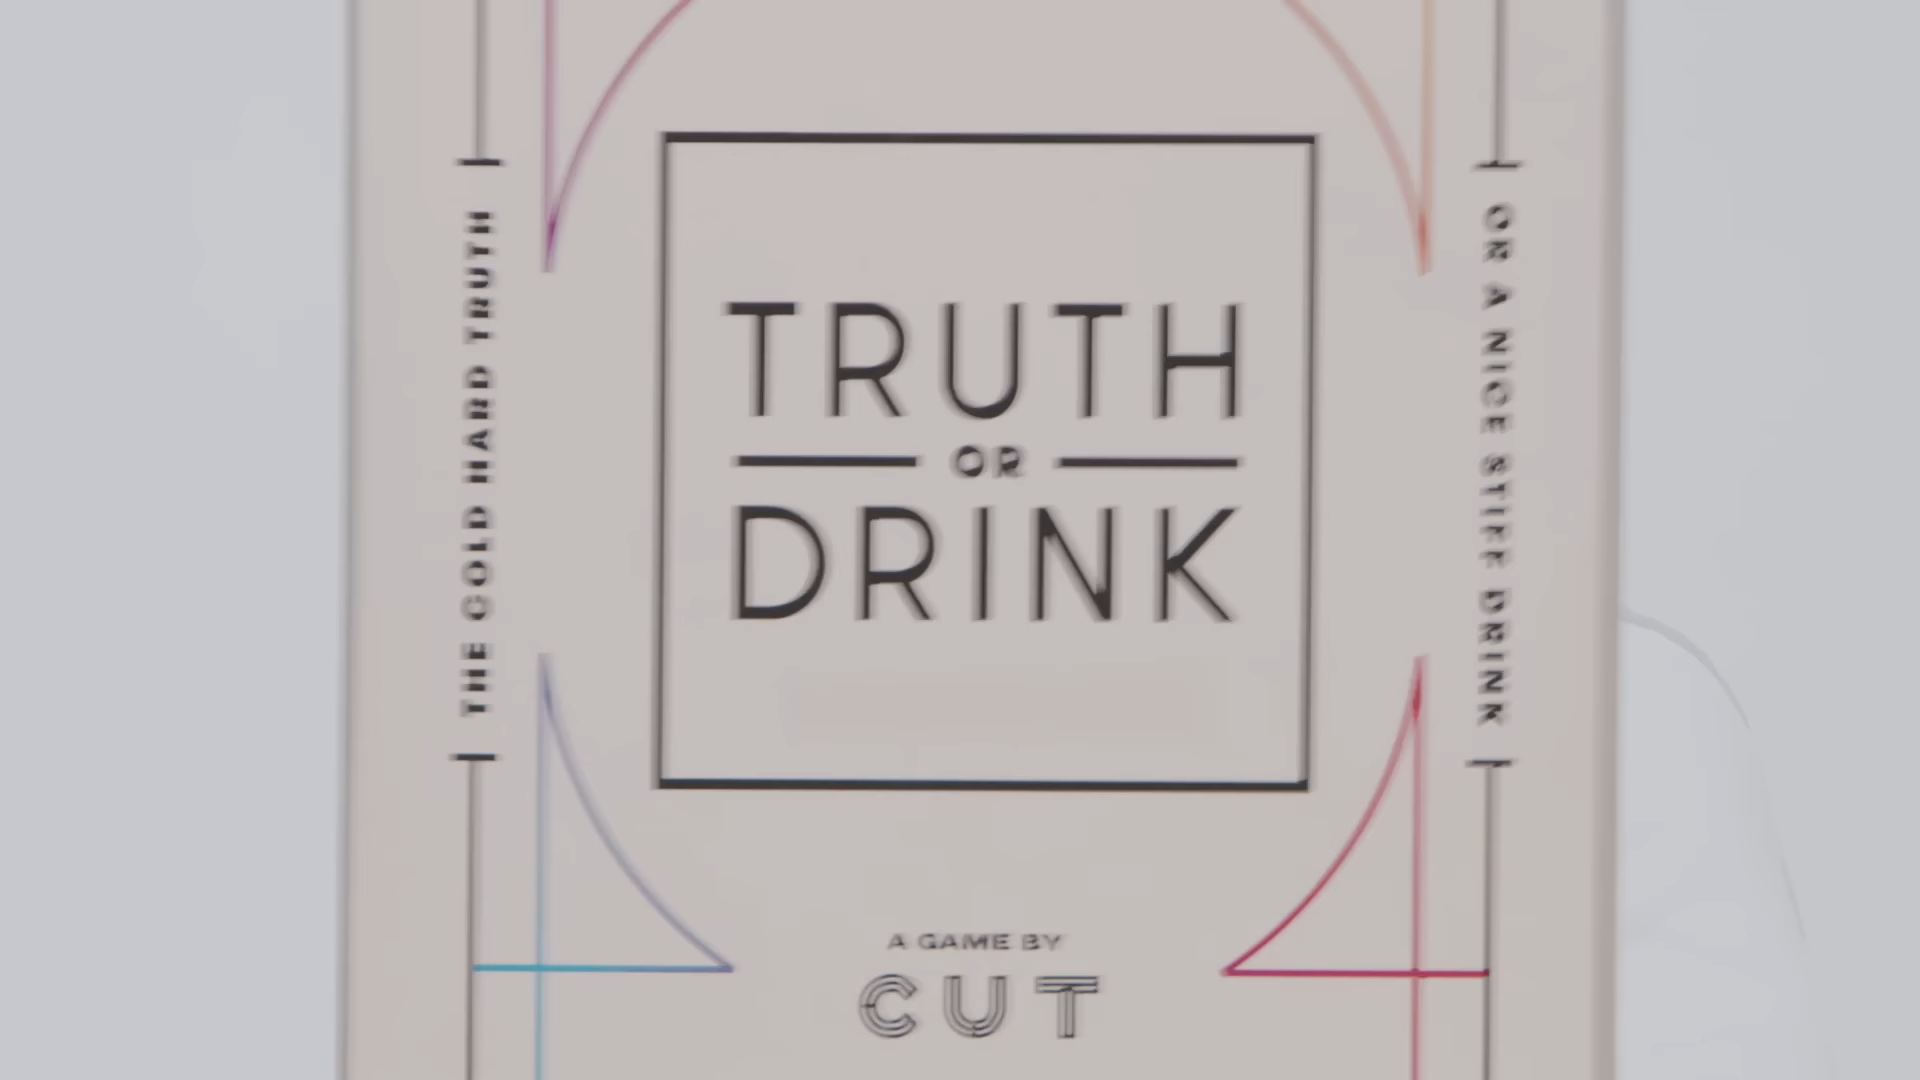 THE COLD HARD TRUTH
TRUTH
OR
DRINK
OR A NICE STIFF DRINK
A GAME BY
CUT